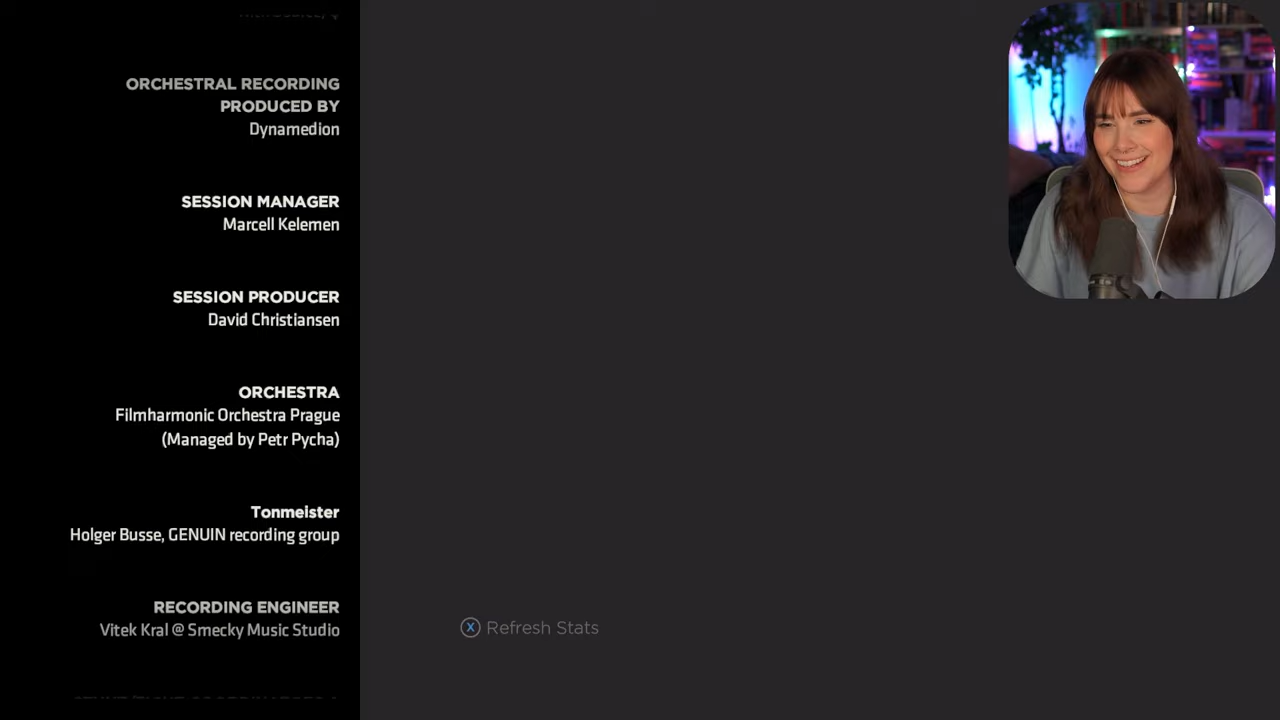 ORCHESTRAL RECORDING
PRODUCED BY
Dynamedion
SESSION MANAGER
Marcell Kelemen
SESSION PRODUCER
David Christiansen
ORCHESTRA
Filmharmonic Orchestra Prague
(Managed by Petr Pycha)
Tonmeister
Holger Busse, GENUIN recording group
RECORDING ENGINEER
Vitek Kral @ Smecky Music Studio
X Refresh Stats